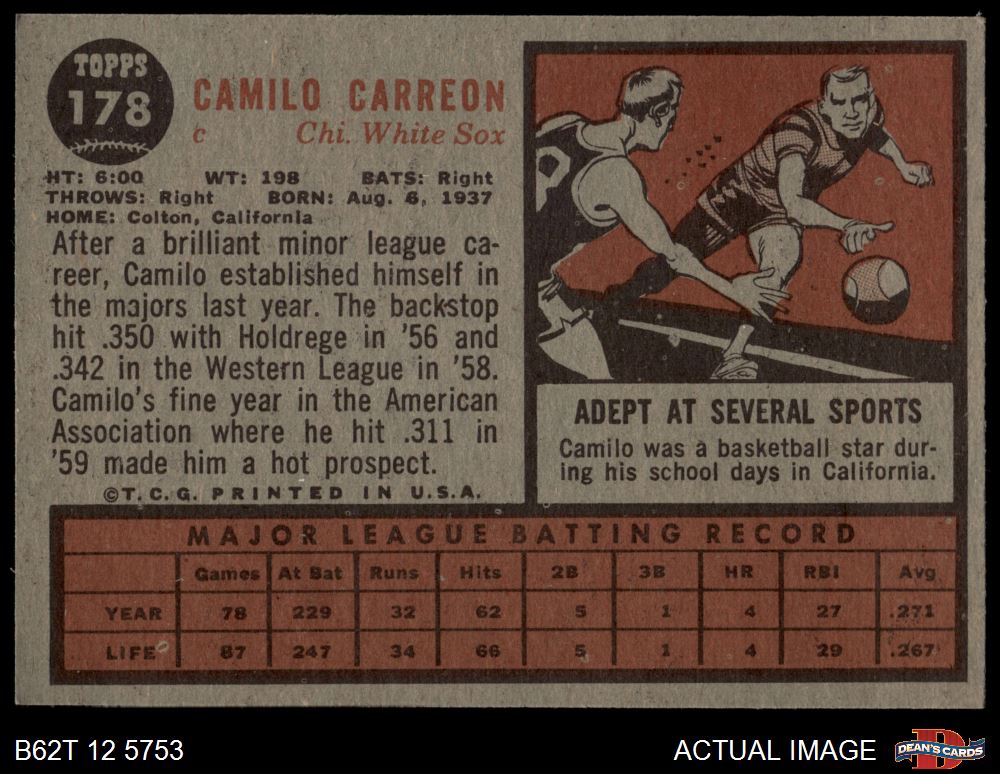 TOPPS
178
CAMILO CARREON
c Chi. White Sox
HT: 6:00 WT: 198 BATS: Right
THROWS: Right BORN: Aug. 6, 1937
HOME: Colton, California
After a brilliant minor league ca-
reer, Camilo established himself in
the majors last year. The backstop
hit .350 with Holdrege in '56 and
.342 in the Western League in '58.
Camilo's fine year in the American
Association where he hit .311 in
'59 made him a hot prospect.
©T.C.G. PRINTED IN U.S.A.
ADEPT AT SEVERAL SPORTS
Camilo was a basketball star dur-
ing his school days in California.
MAJOR LEAGUE BATTING RECORD
Games At Bat Runs Hits 2B 3B HR RBI Avg
YEAR 78 229 32 62 5 1 4 27 .271
LIFE 87 247 34 66 5 1 4 29 .267
B62T 12 5753
ACTUAL IMAGE
D
DEAN'S CARDS